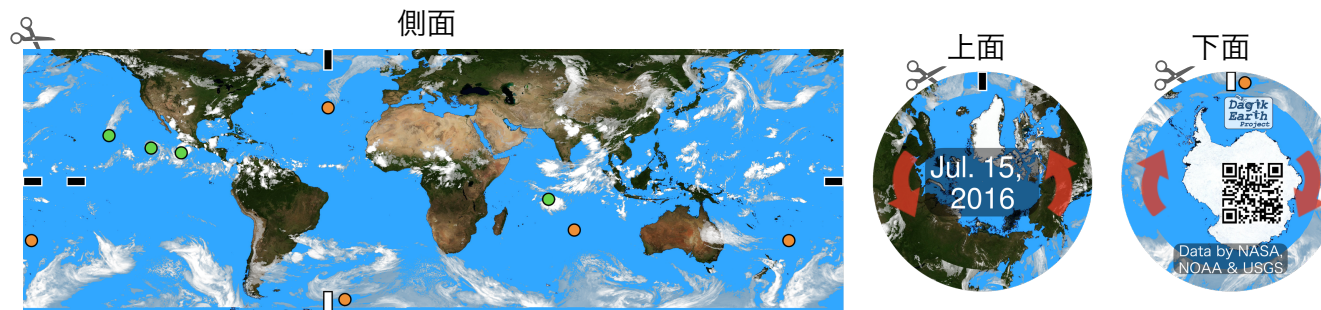 側面
上面
下面
Jul. 15,
2016
Dagik
Earth
Project
Data by NASA,
NOAA & USGS